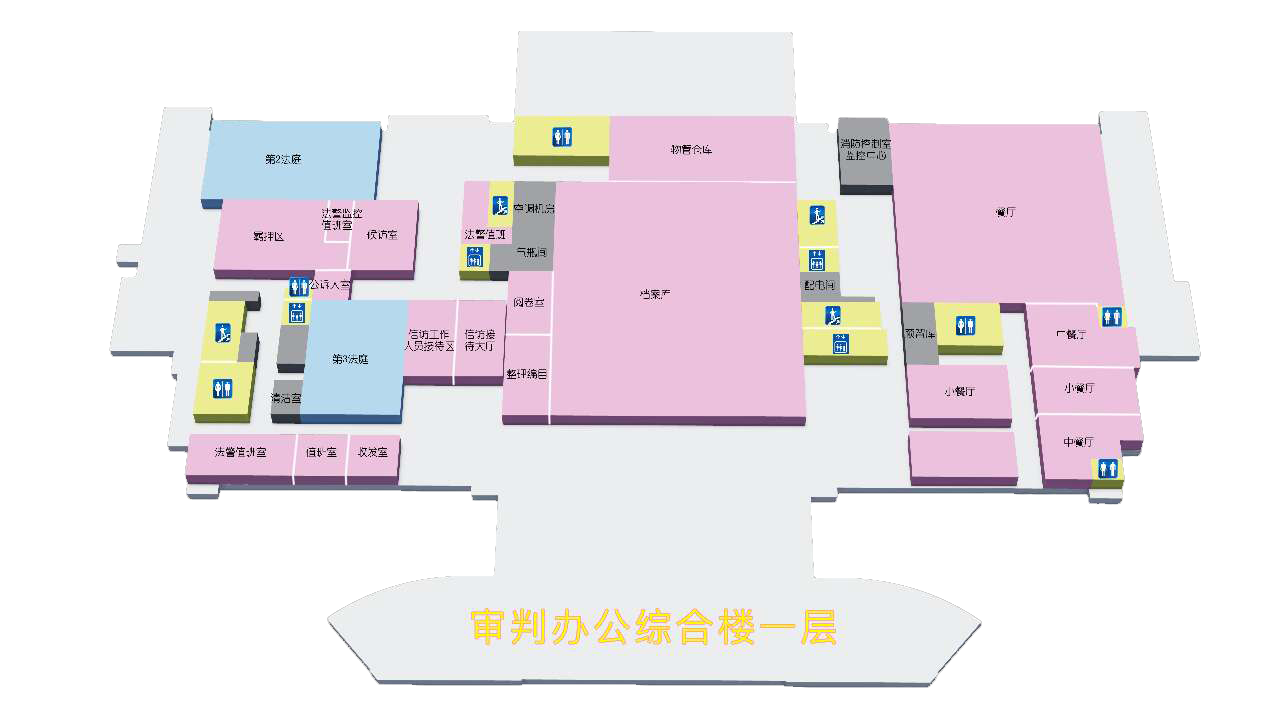 第2法庭
物管仓库
消防控制室
监控中心
餐厅
法警监控
值班室
羁押区
候访室
空调机房
法警值班
气瓶间
公诉人室
档案库
配电间
阅卷室
信访工作
人员接待区
信访接
待大厅
第3法庭
中餐厅
整理编目
小餐厅
小餐厅
清洁室
中餐厅
法警值班室
值班室
收发室
审判办公综合楼一层